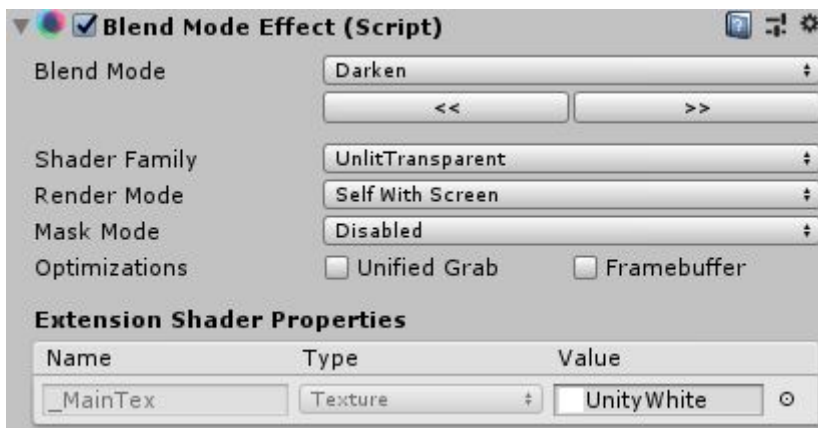 Blend Mode Effect (Script)
Blend Mode Darken
<< >>
Shader Family UnlitTransparent
Render Mode Self With Screen
Mask Mode Disabled
Optimizations Unified Grab Framebuffer
Extension Shader Properties
Name Type Value
_MainTex Texture UnityWhite